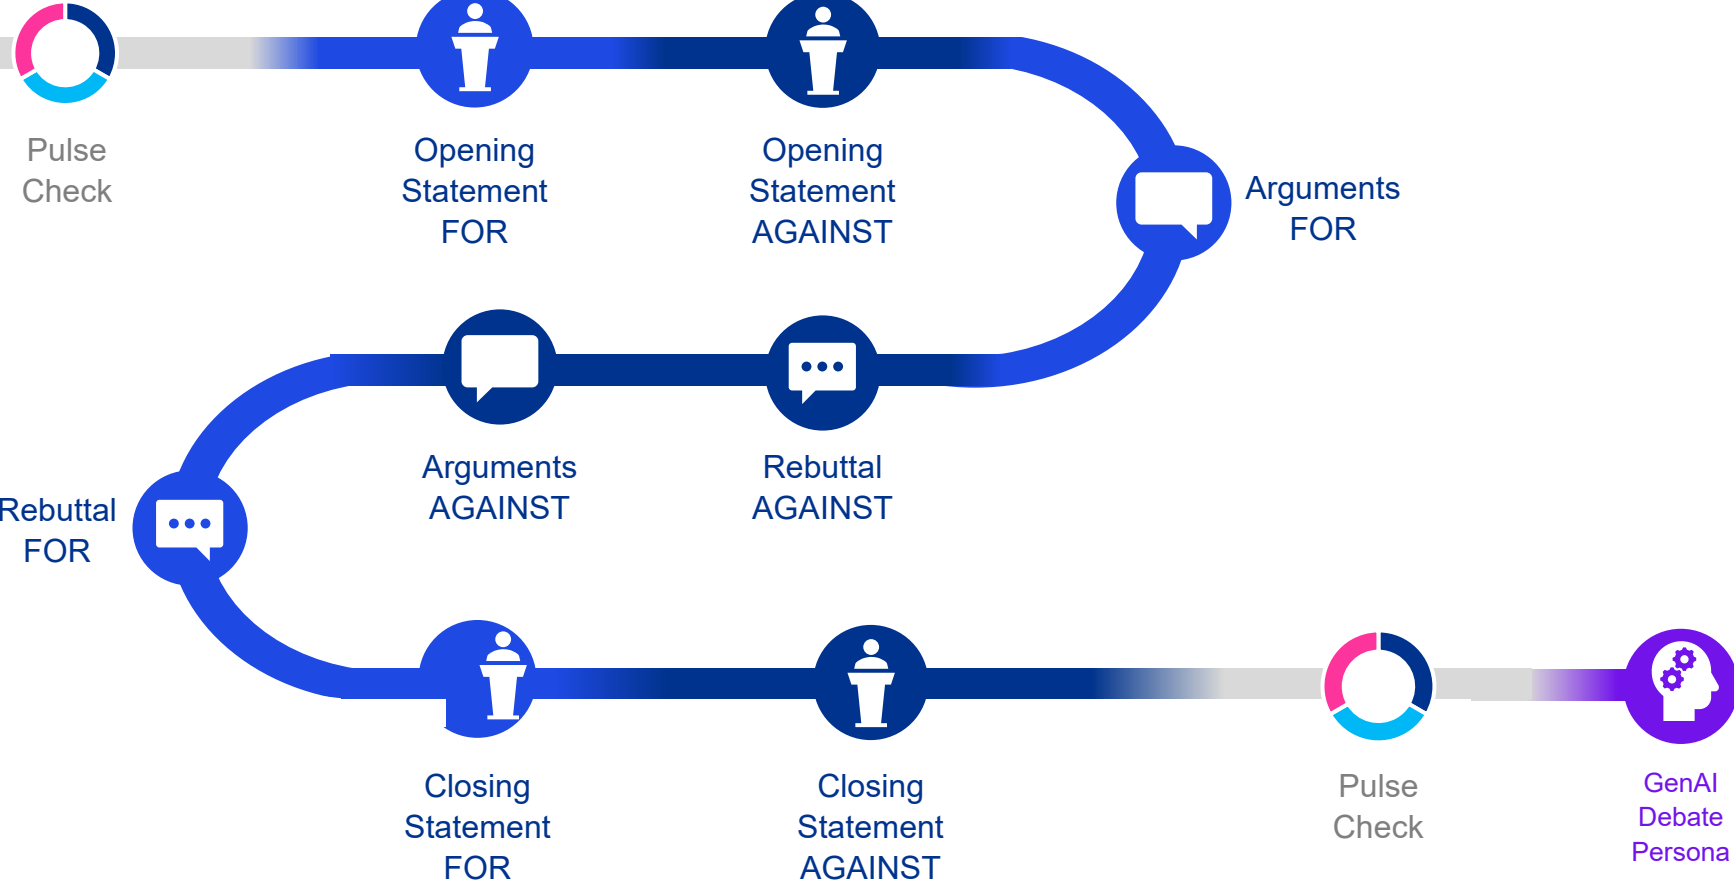 Pulse
Check
Opening
Statement
FOR
Opening
Statement
AGAINST
Arguments
FOR
Rebuttal
AGAINST
Arguments
AGAINST
Rebuttal
FOR
Closing
Statement
FOR
Closing
Statement
AGAINST
Pulse
Check
GenAI
Debate
Persona